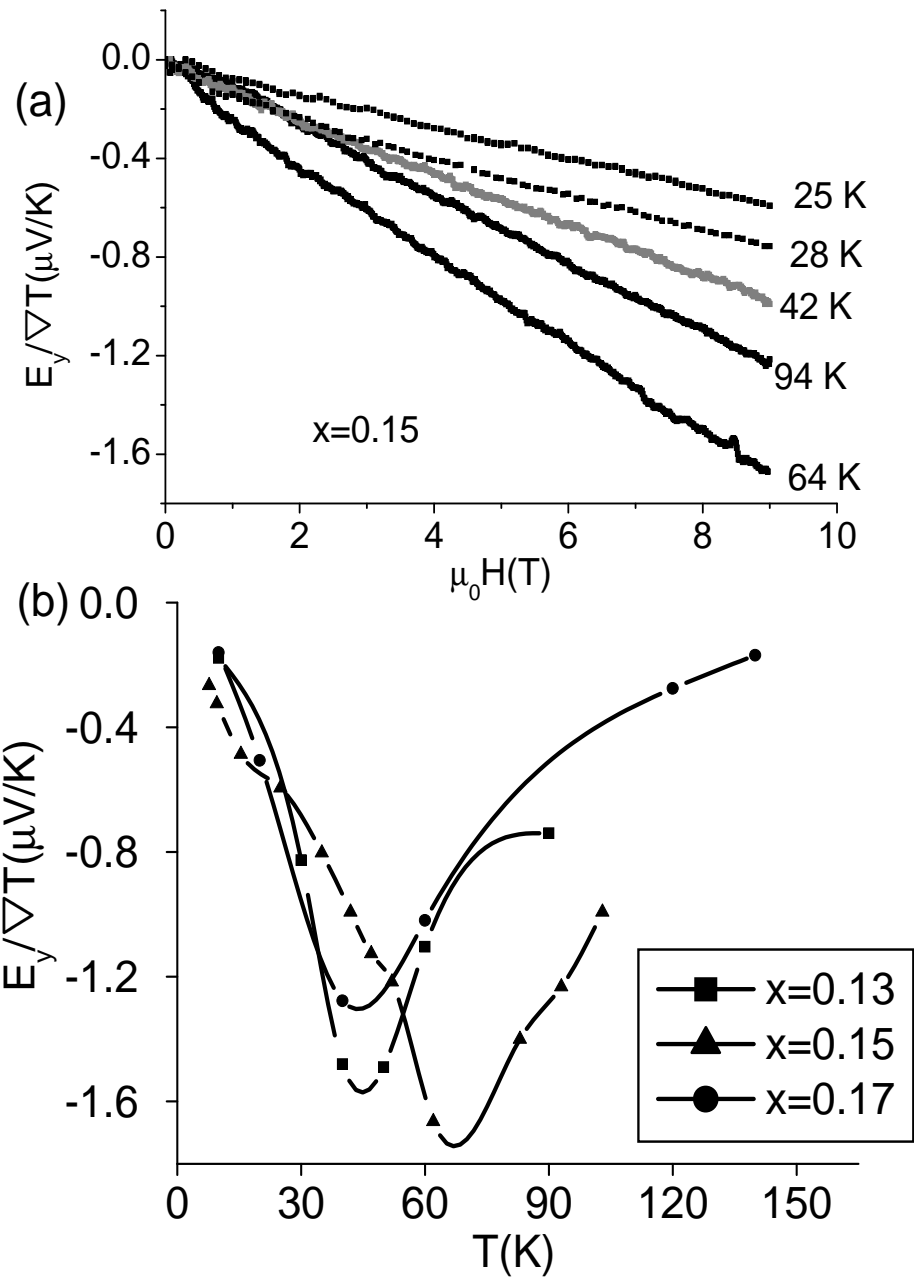 (a)
0.0
-0.4
-0.8
-1.2
-1.6
E_y/▽T(μV/K)
25 K
28 K
42 K
94 K
64 K
x=0.15
0 2 4 6 8 10
μ₀H(T)
(b)
0.0
-0.4
-0.8
-1.2
-1.6
E_y/▽T(μV/K)
x=0.13
x=0.15
x=0.17
0 30 60 90 120 150
T(K)